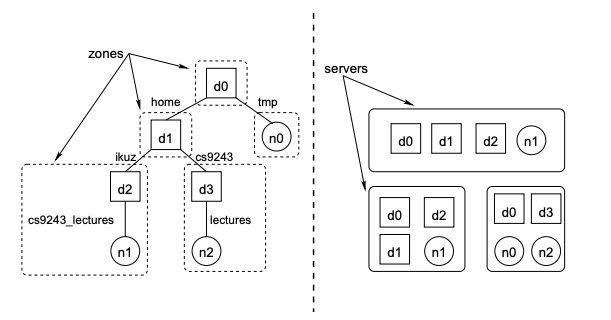 zones
d0
home
tmp
d1
n0
ikuz
cs9243
d2
d3
cs9243_lectures
lectures
n1
n2
servers
d0 d1 d2 n1
d0 d2
d1 n1
d0 d3
n0 n2